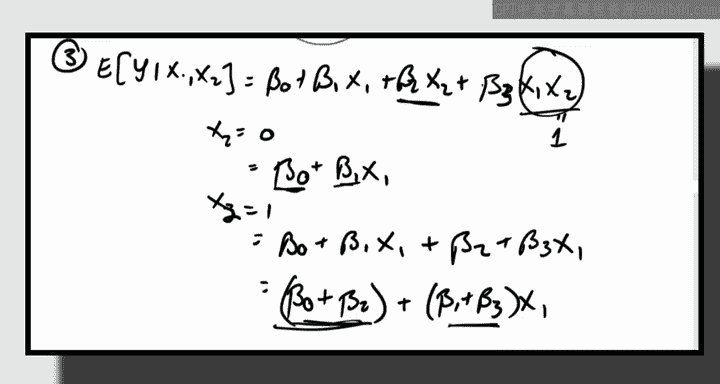 ③ E[Y|X₁,X₂] = β₀ + β₁X₁ + β₂X₂ + β₃X₁X₂
X₂ = 0
" 1
= β₀ + β₁X₁
X₂ = 1
= β₀ + β₁X₁ + β₂ + β₃X₁
= (β₀ + β₂) + (β₁ + β₃)X₁